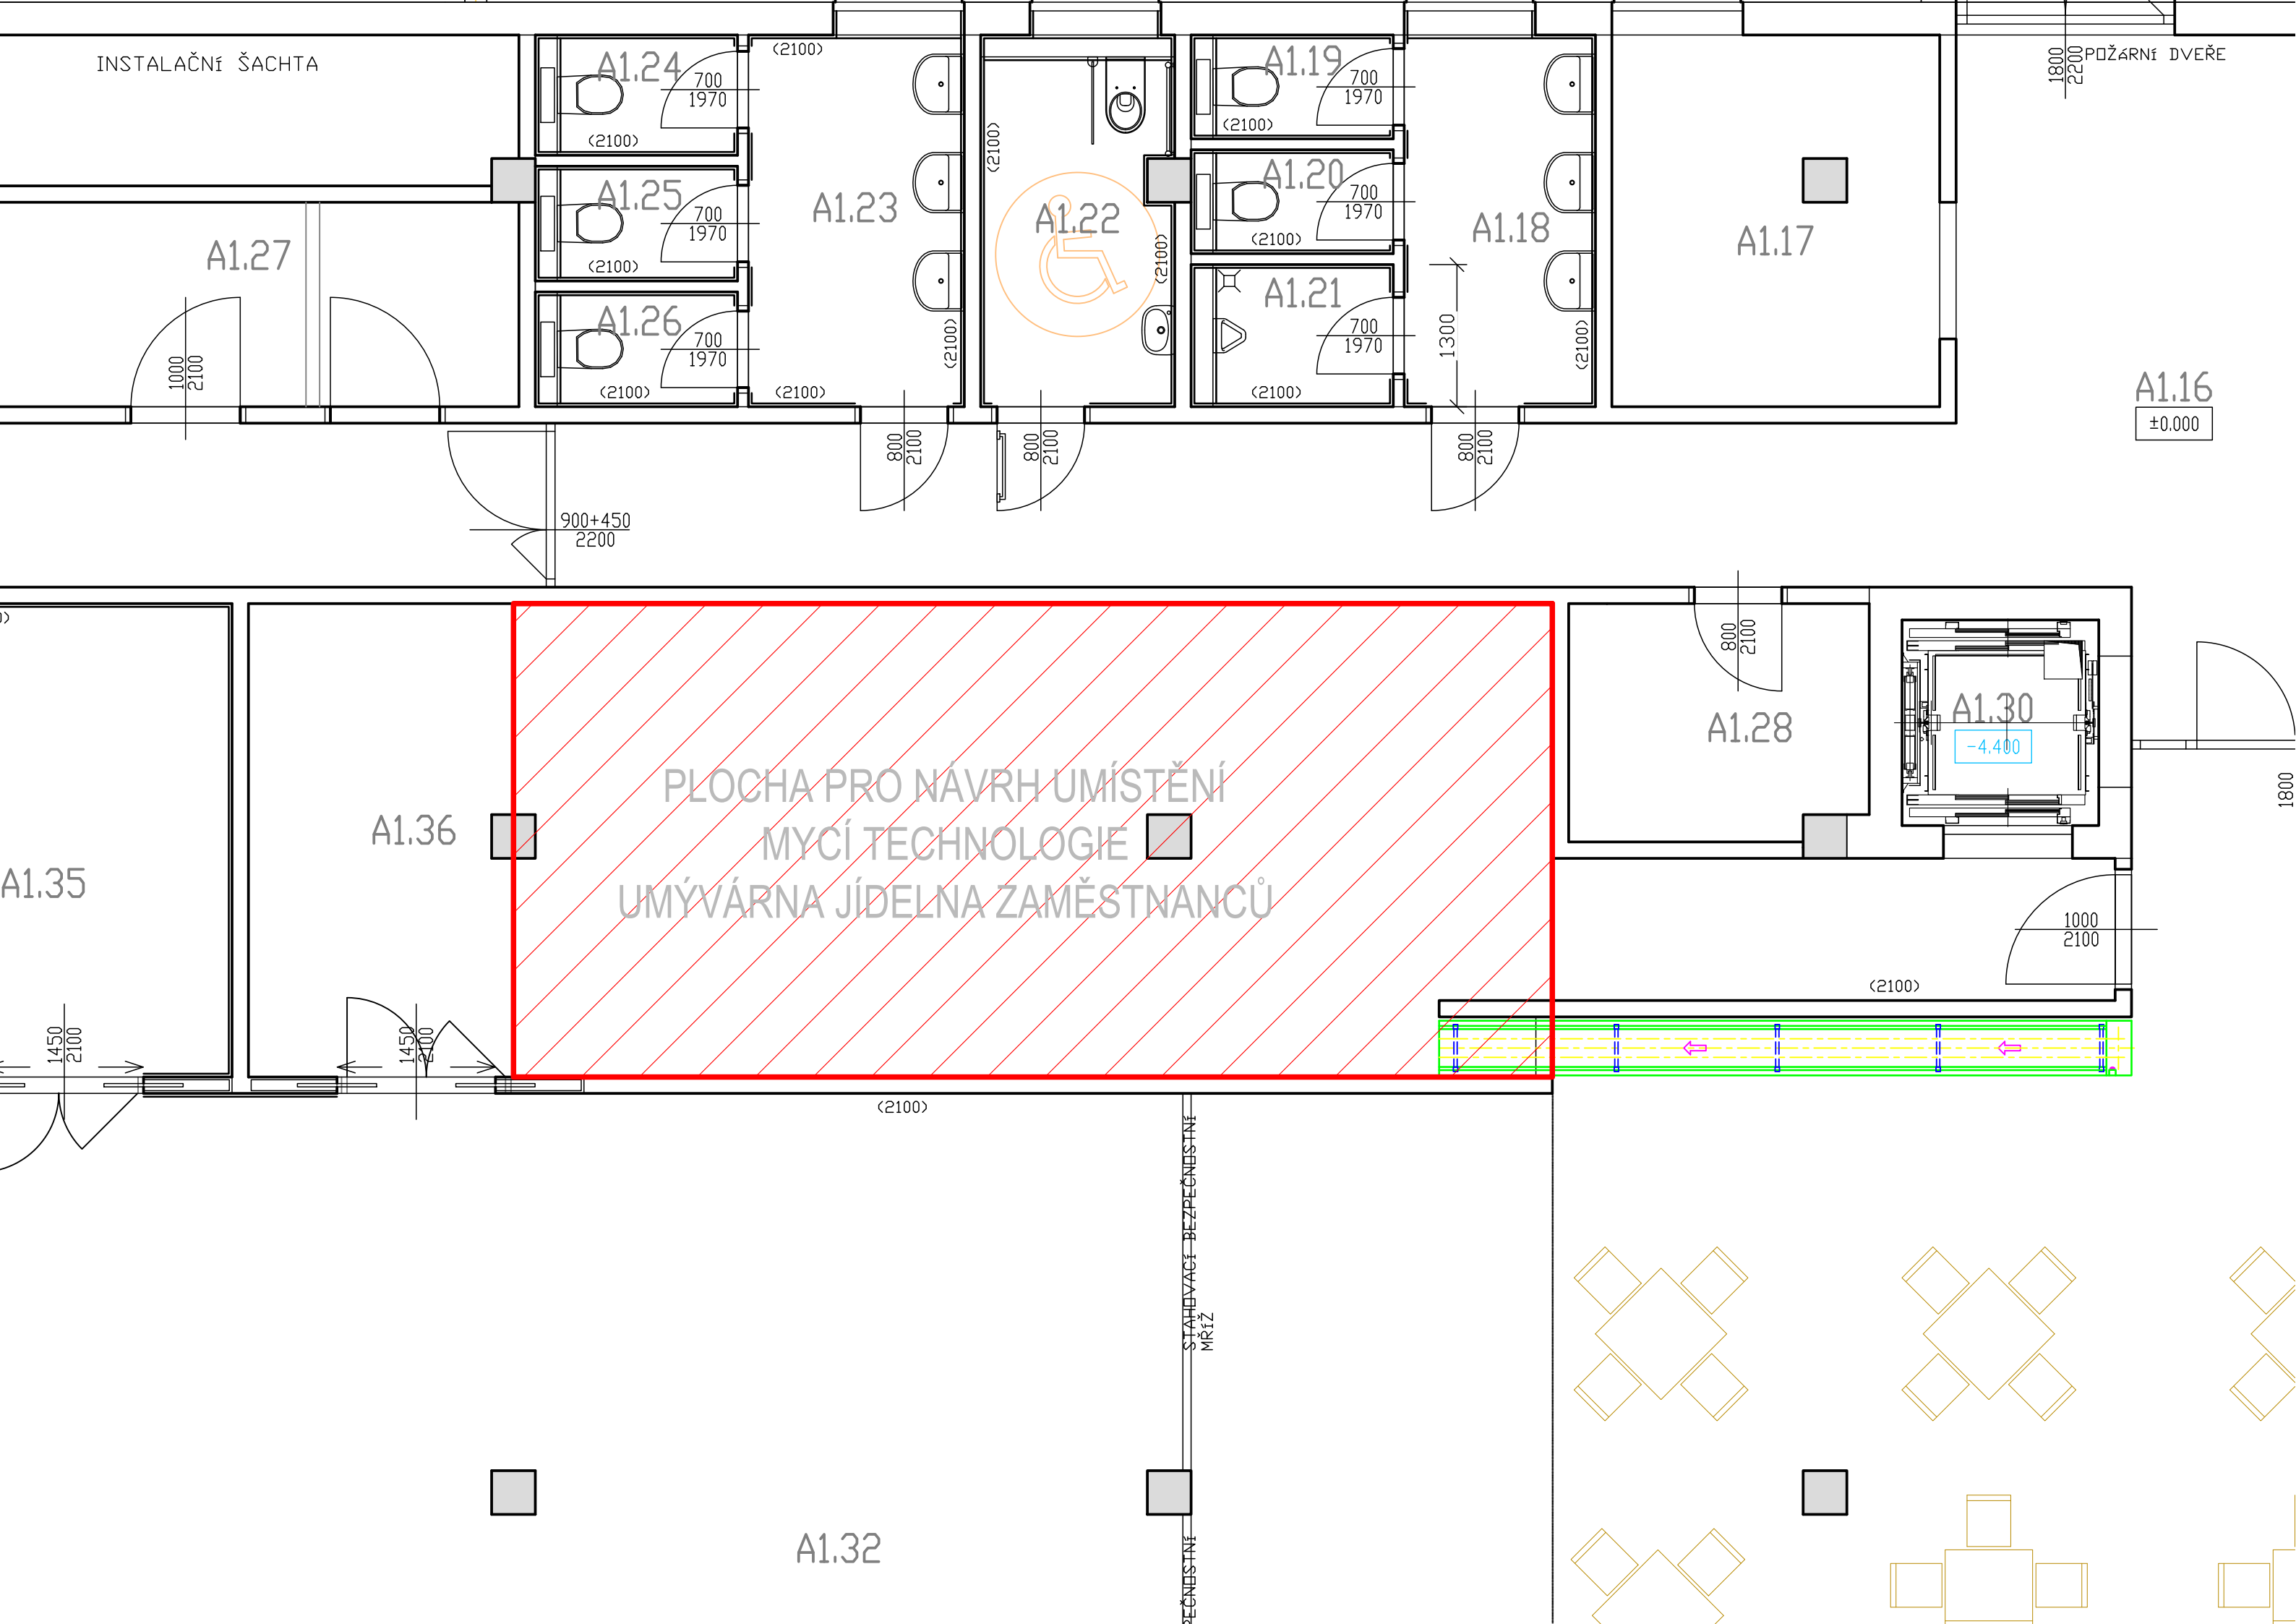 INSTALAČNÍ ŠACHTA
A1.24
700
1970
(2100)
(2100)
A1.25
700
1970
(2100)
A1.26
700
1970
(2100)
A1.23
(2100)
(2100)
A1.27
1000
2100
(2100)
A1.22
(2100)
A1.19
700
1970
(2100)
A1.20
700
1970
(2100)
A1.21
700
1970
(2100)
A1.18
1300
(2100)
A1.17
1800
2200
POŽÁRNÍ DVEŘE
A1.16
±0.000
800
2100
800
2100
800
2100
900+450
2200
800
2100
A1.28
A1.30
-4.400
1800
PLOCHA PRO NÁVRH UMÍSTĚNÍ
MYCÍ TECHNOLOGIE
UMÝVÁRNA JÍDELNA ZAMĚSTNANCŮ
A1.36
A1.35
1450
2100
1450
2100
1000
2100
(2100)
(2100)
STAHOVACÍ BEZPEČNOSTNÍ
MŘÍŽ
A1.32